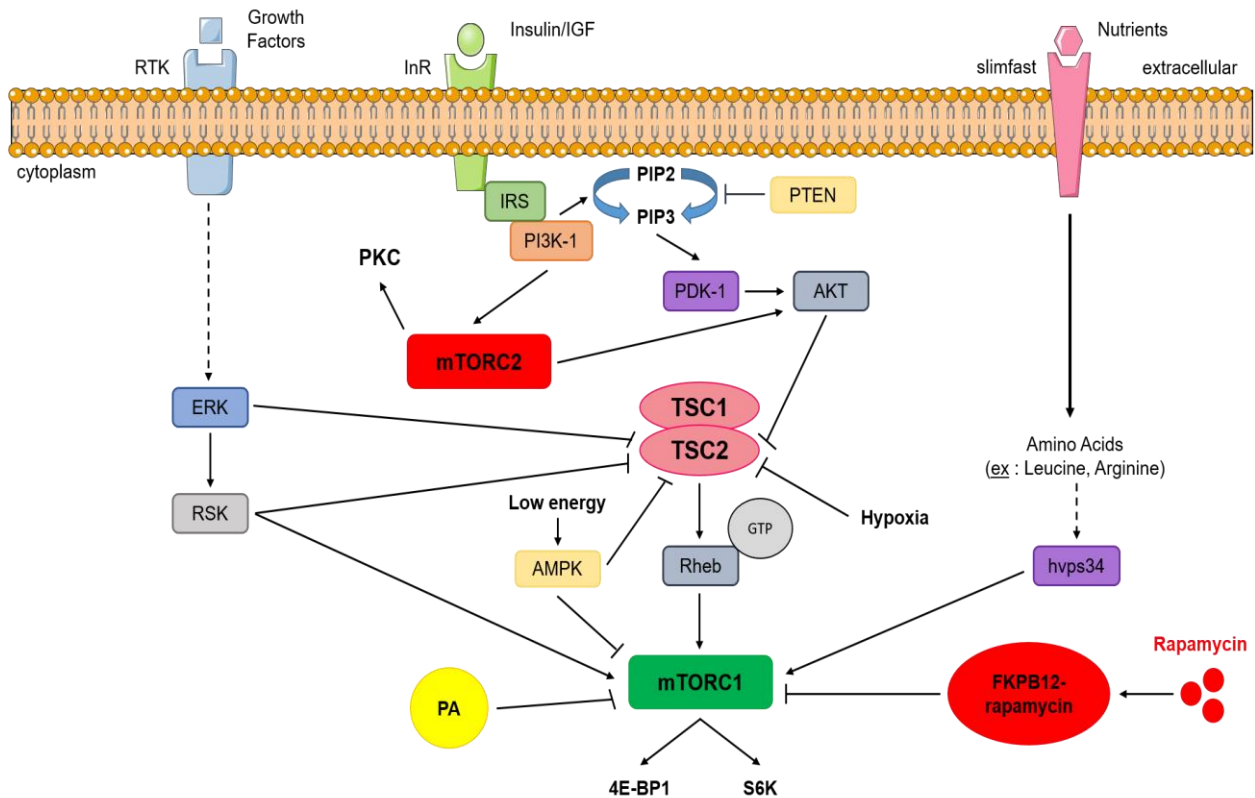 Growth
Factors
RTK
Insulin/IGF
InR
Nutrients
slimfast
extracellular
cytoplasm
IRS
PI3K-1
PIP2
PIP3
PTEN
PKC
PDK-1
AKT
mTORC2
ERK
TSC1
TSC2
Amino Acids
(ex : Leucine, Arginine)
RSK
Low energy
GTP
Hypoxia
AMPK
Rheb
hvps34
Rapamycin
PA
mTORC1
FKPB12-
rapamycin
4E-BP1
S6K